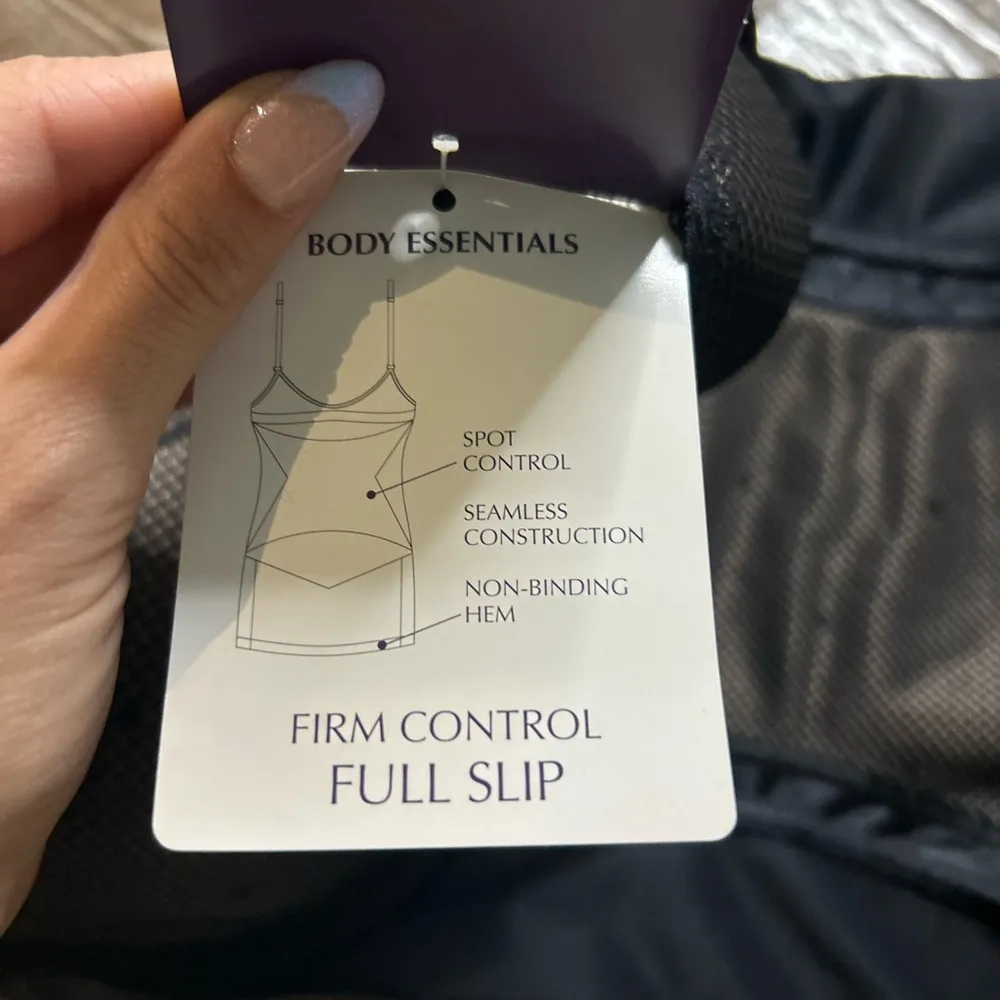 BODY ESSENTIALS
SPOT
CONTROL
SEAMLESS
CONSTRUCTION
NON-BINDING
HEM
FIRM CONTROL
FULL SLIP